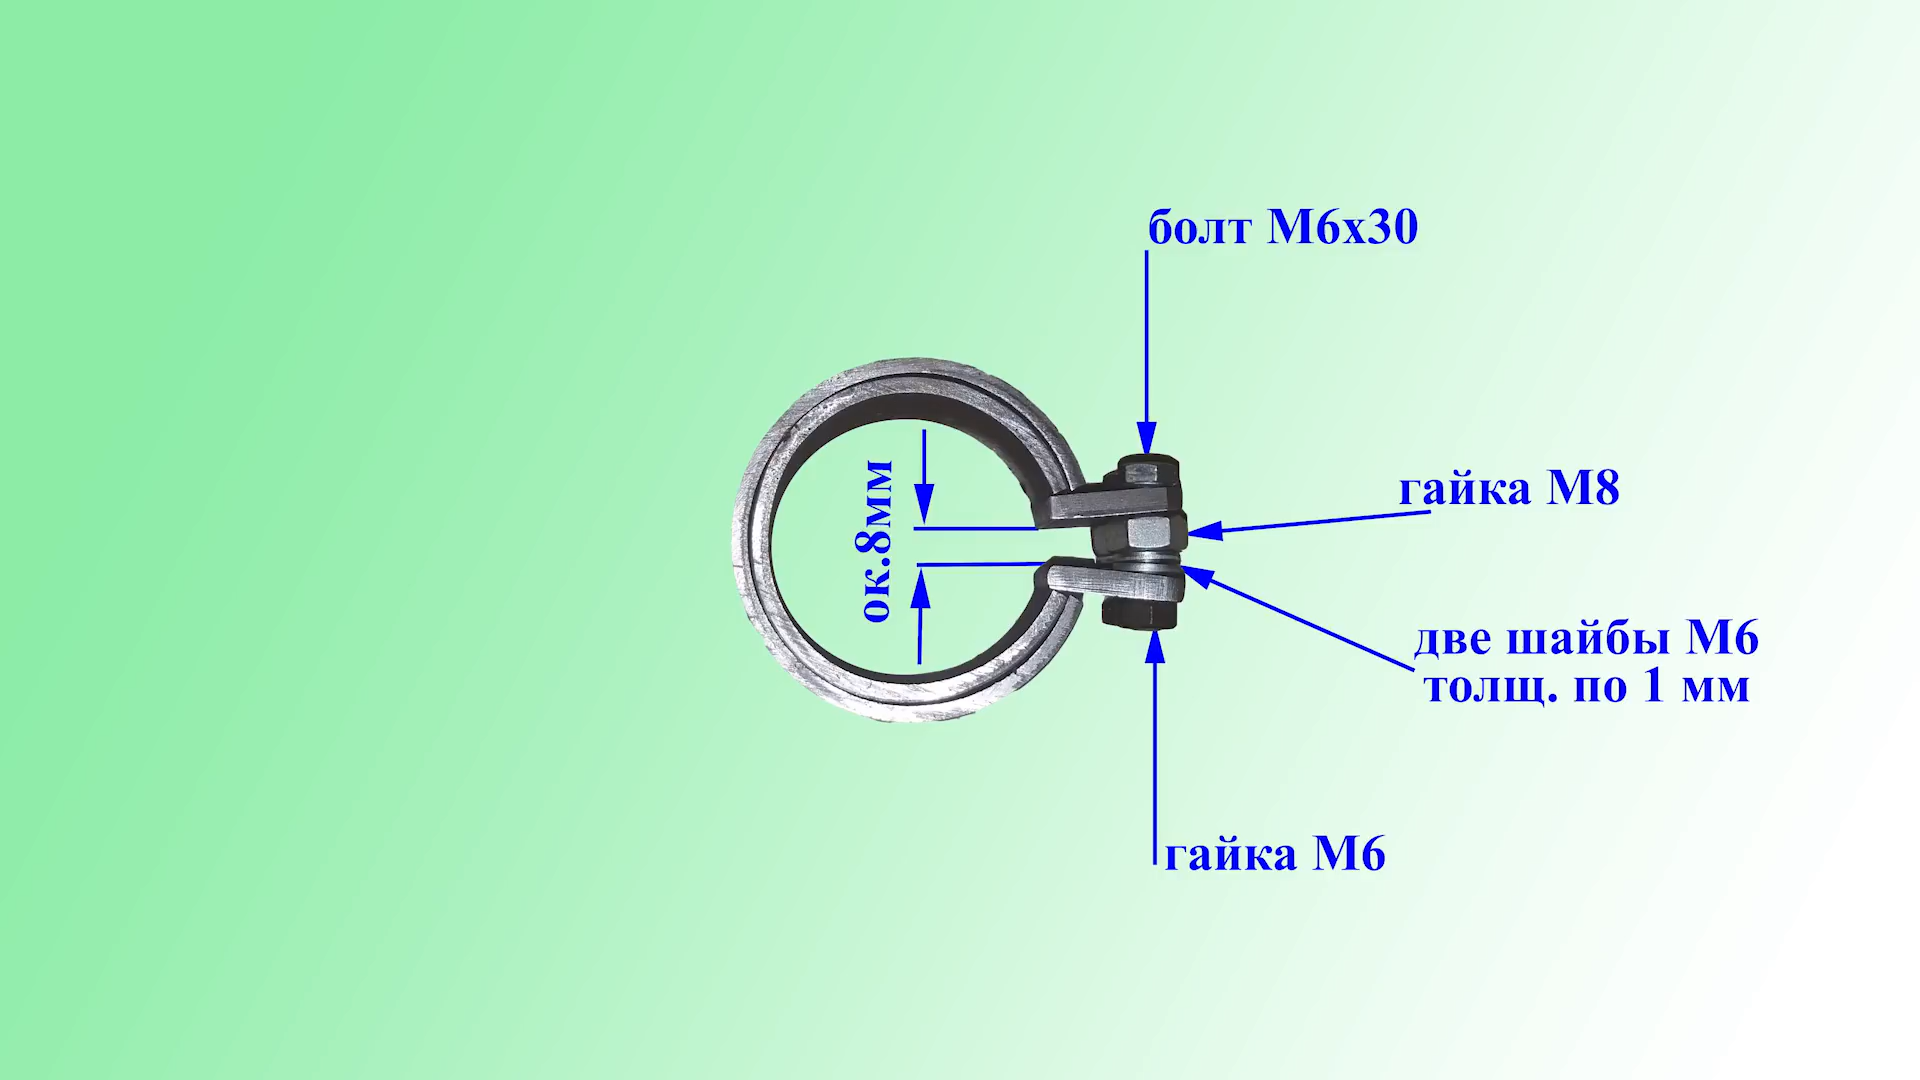 болт М6х30
гайка М8
ок.8мм
две шайбы М6
толщ. по 1 мм
гайка М6